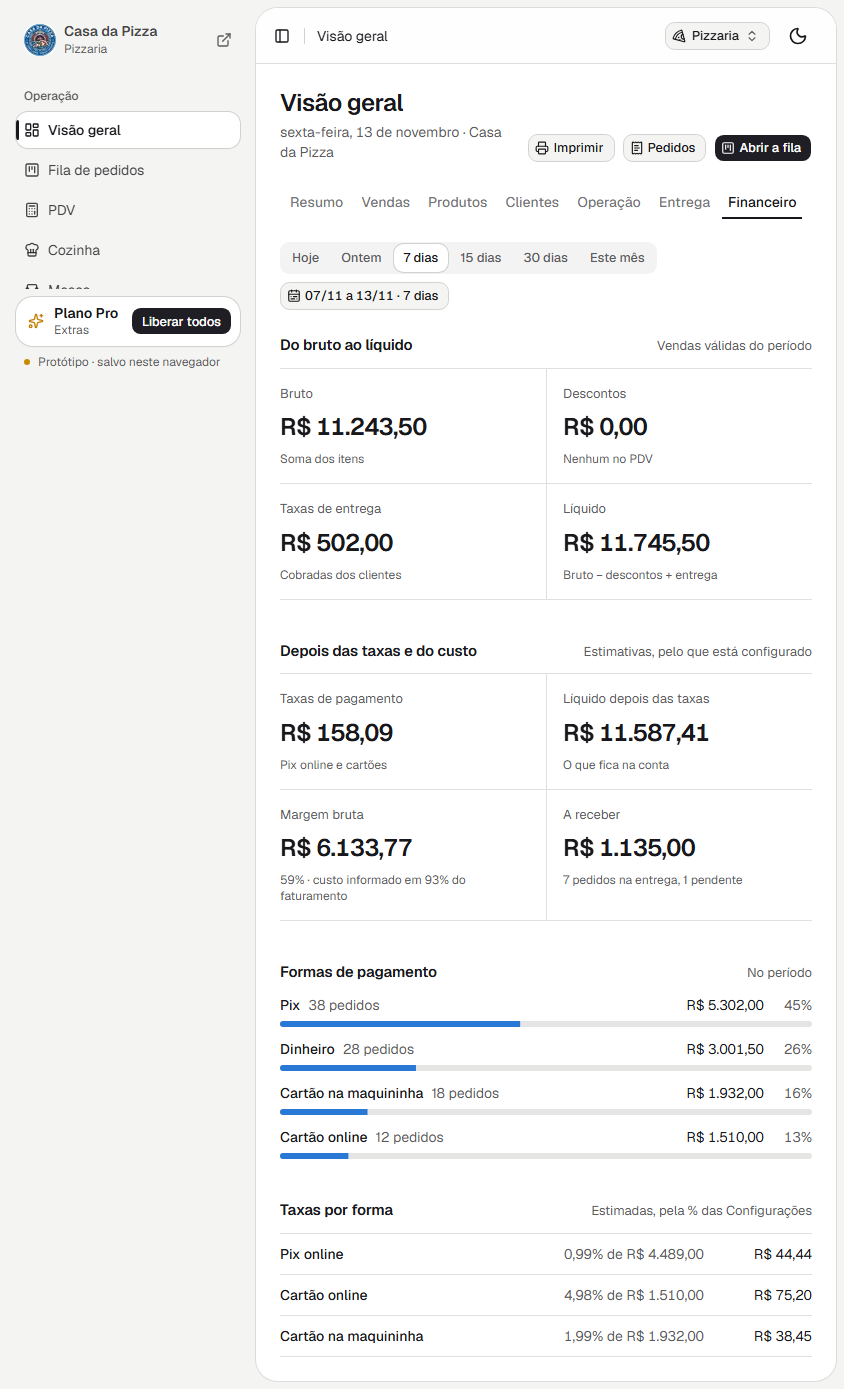 Casa da Pizza
Pizzaria
Operação
Visão geral
Fila de pedidos
PDV
Cozinha
Plano Pro
Extras
Liberar todos
Protótipo · salvo neste navegador
Visão geral
Pizzaria
Visão geral
sexta-feira, 13 de novembro · Casa
da Pizza
Imprimir
Pedidos
Abrir a fila
Resumo Vendas Produtos Clientes Operação Entrega Financeiro
Hoje Ontem 7 dias 15 dias 30 dias Este mês
07/11 a 13/11 · 7 dias
Do bruto ao líquido
Vendas válidas do período
Bruto
R$ 11.243,50
Soma dos itens
Descontos
R$ 0,00
Nenhum no PDV
Taxas de entrega
R$ 502,00
Cobradas dos clientes
Líquido
R$ 11.745,50
Bruto − descontos + entrega
Depois das taxas e do custo
Estimativas, pelo que está configurado
Taxas de pagamento
R$ 158,09
Pix online e cartões
Líquido depois das taxas
R$ 11.587,41
O que fica na conta
Margem bruta
R$ 6.133,77
59% · custo informado em 93% do
faturamento
A receber
R$ 1.135,00
7 pedidos na entrega, 1 pendente
Formas de pagamento
No período
Pix 38 pedidos R$ 5.302,00 45%
Dinheiro 28 pedidos R$ 3.001,50 26%
Cartão na maquininha 18 pedidos R$ 1.932,00 16%
Cartão online 12 pedidos R$ 1.510,00 13%
Taxas por forma
Estimadas, pela % das Configurações
Pix online 0,99% de R$ 4.489,00 R$ 44,44
Cartão online 4,98% de R$ 1.510,00 R$ 75,20
Cartão na maquininha 1,99% de R$ 1.932,00 R$ 38,45